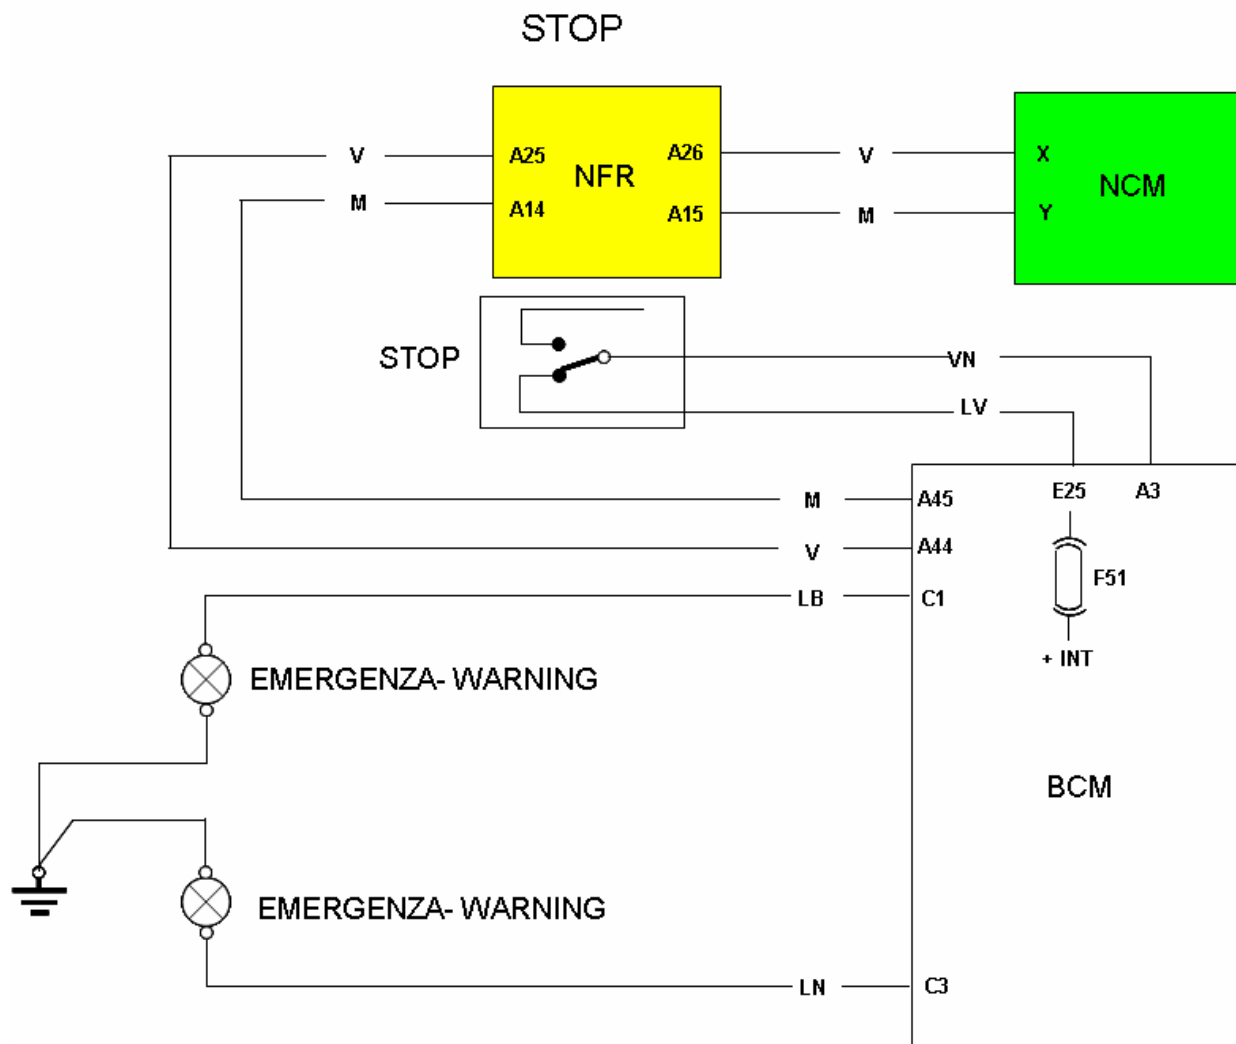 STOP
V
A25
A26
V
X
NFR
NCM
M
A14
A15
M
Y
STOP
VN
LV
E25
A3
M
A45
V
A44
F51
LB
C1
+ INT
EMERGENZA- WARNING
BCM
EMERGENZA- WARNING
LN
C3